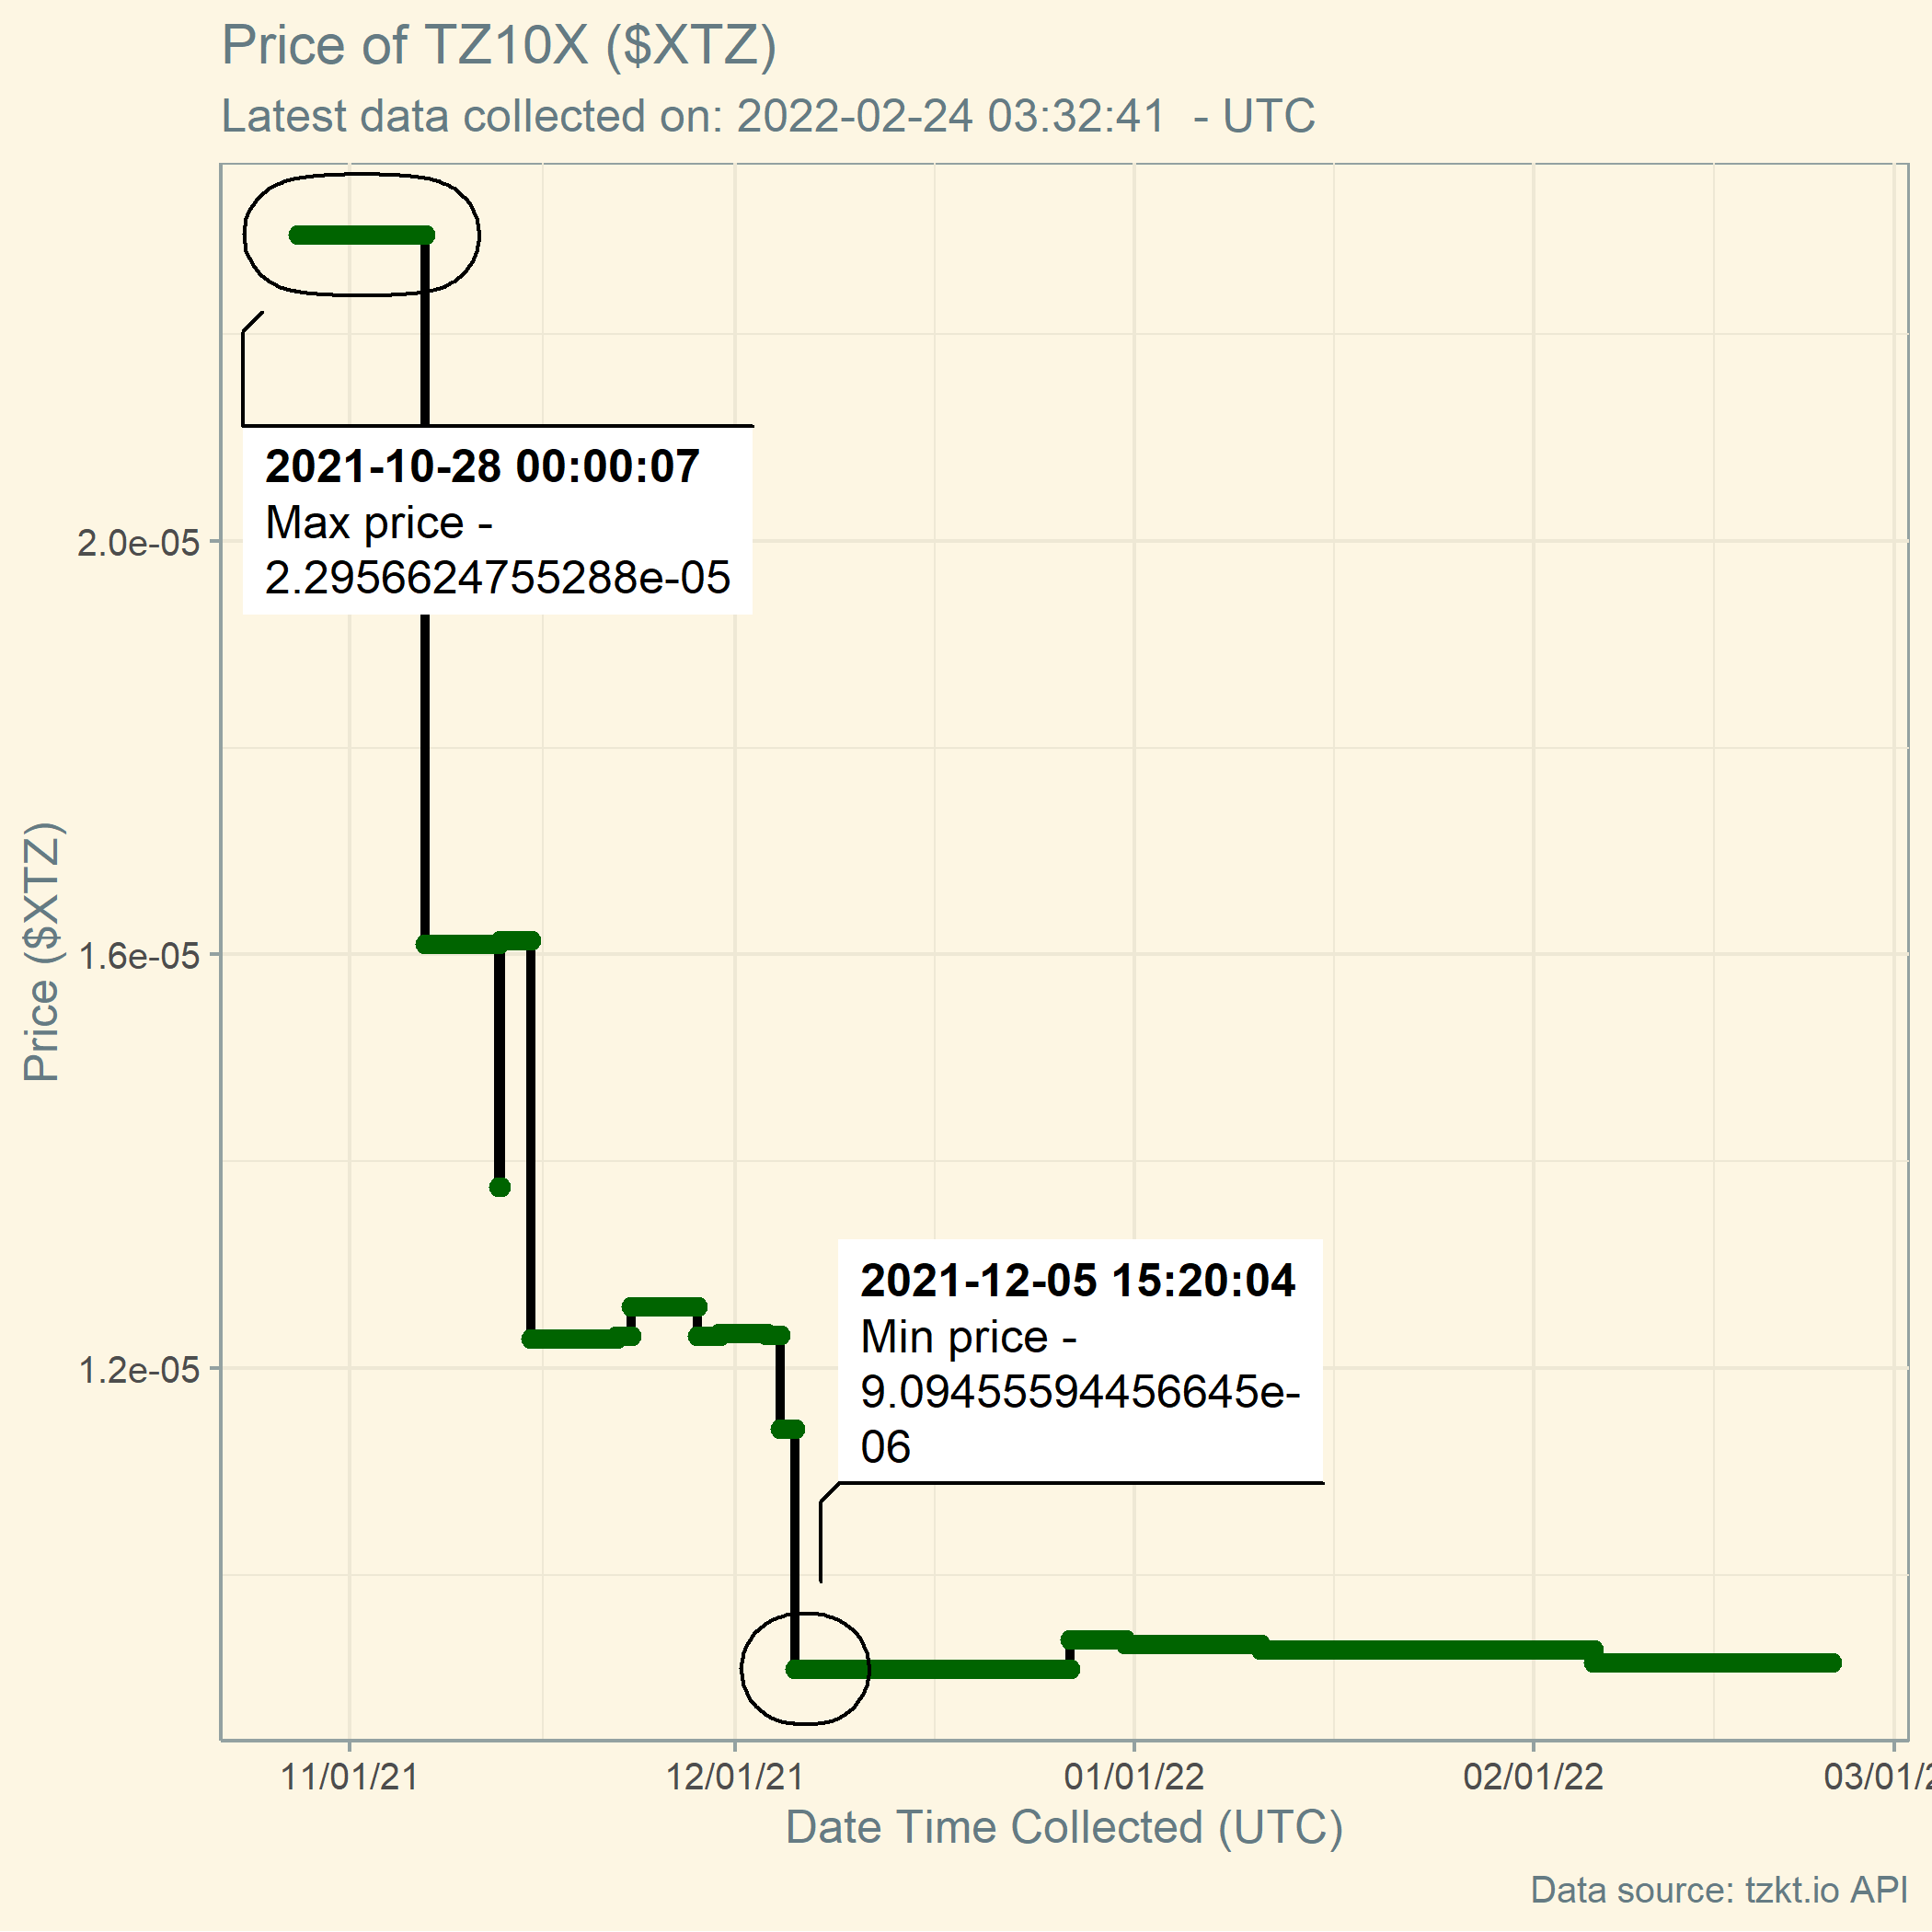 Price of TZ10X ($XTZ)
Latest data collected on: 2022-02-24 03:32:41  - UTC
2021-10-28 00:00:07
Max price -
2.2956624755288e-05
2.0e-05
Price ($XTZ)
1.6e-05
2021-12-05 15:20:04
Min price -
9.09455594456645e-
06
1.2e-05
11/01/21 12/01/21 01/01/22 02/01/22 03/01/2
Date Time Collected (UTC)
Data source: tzkt.io API